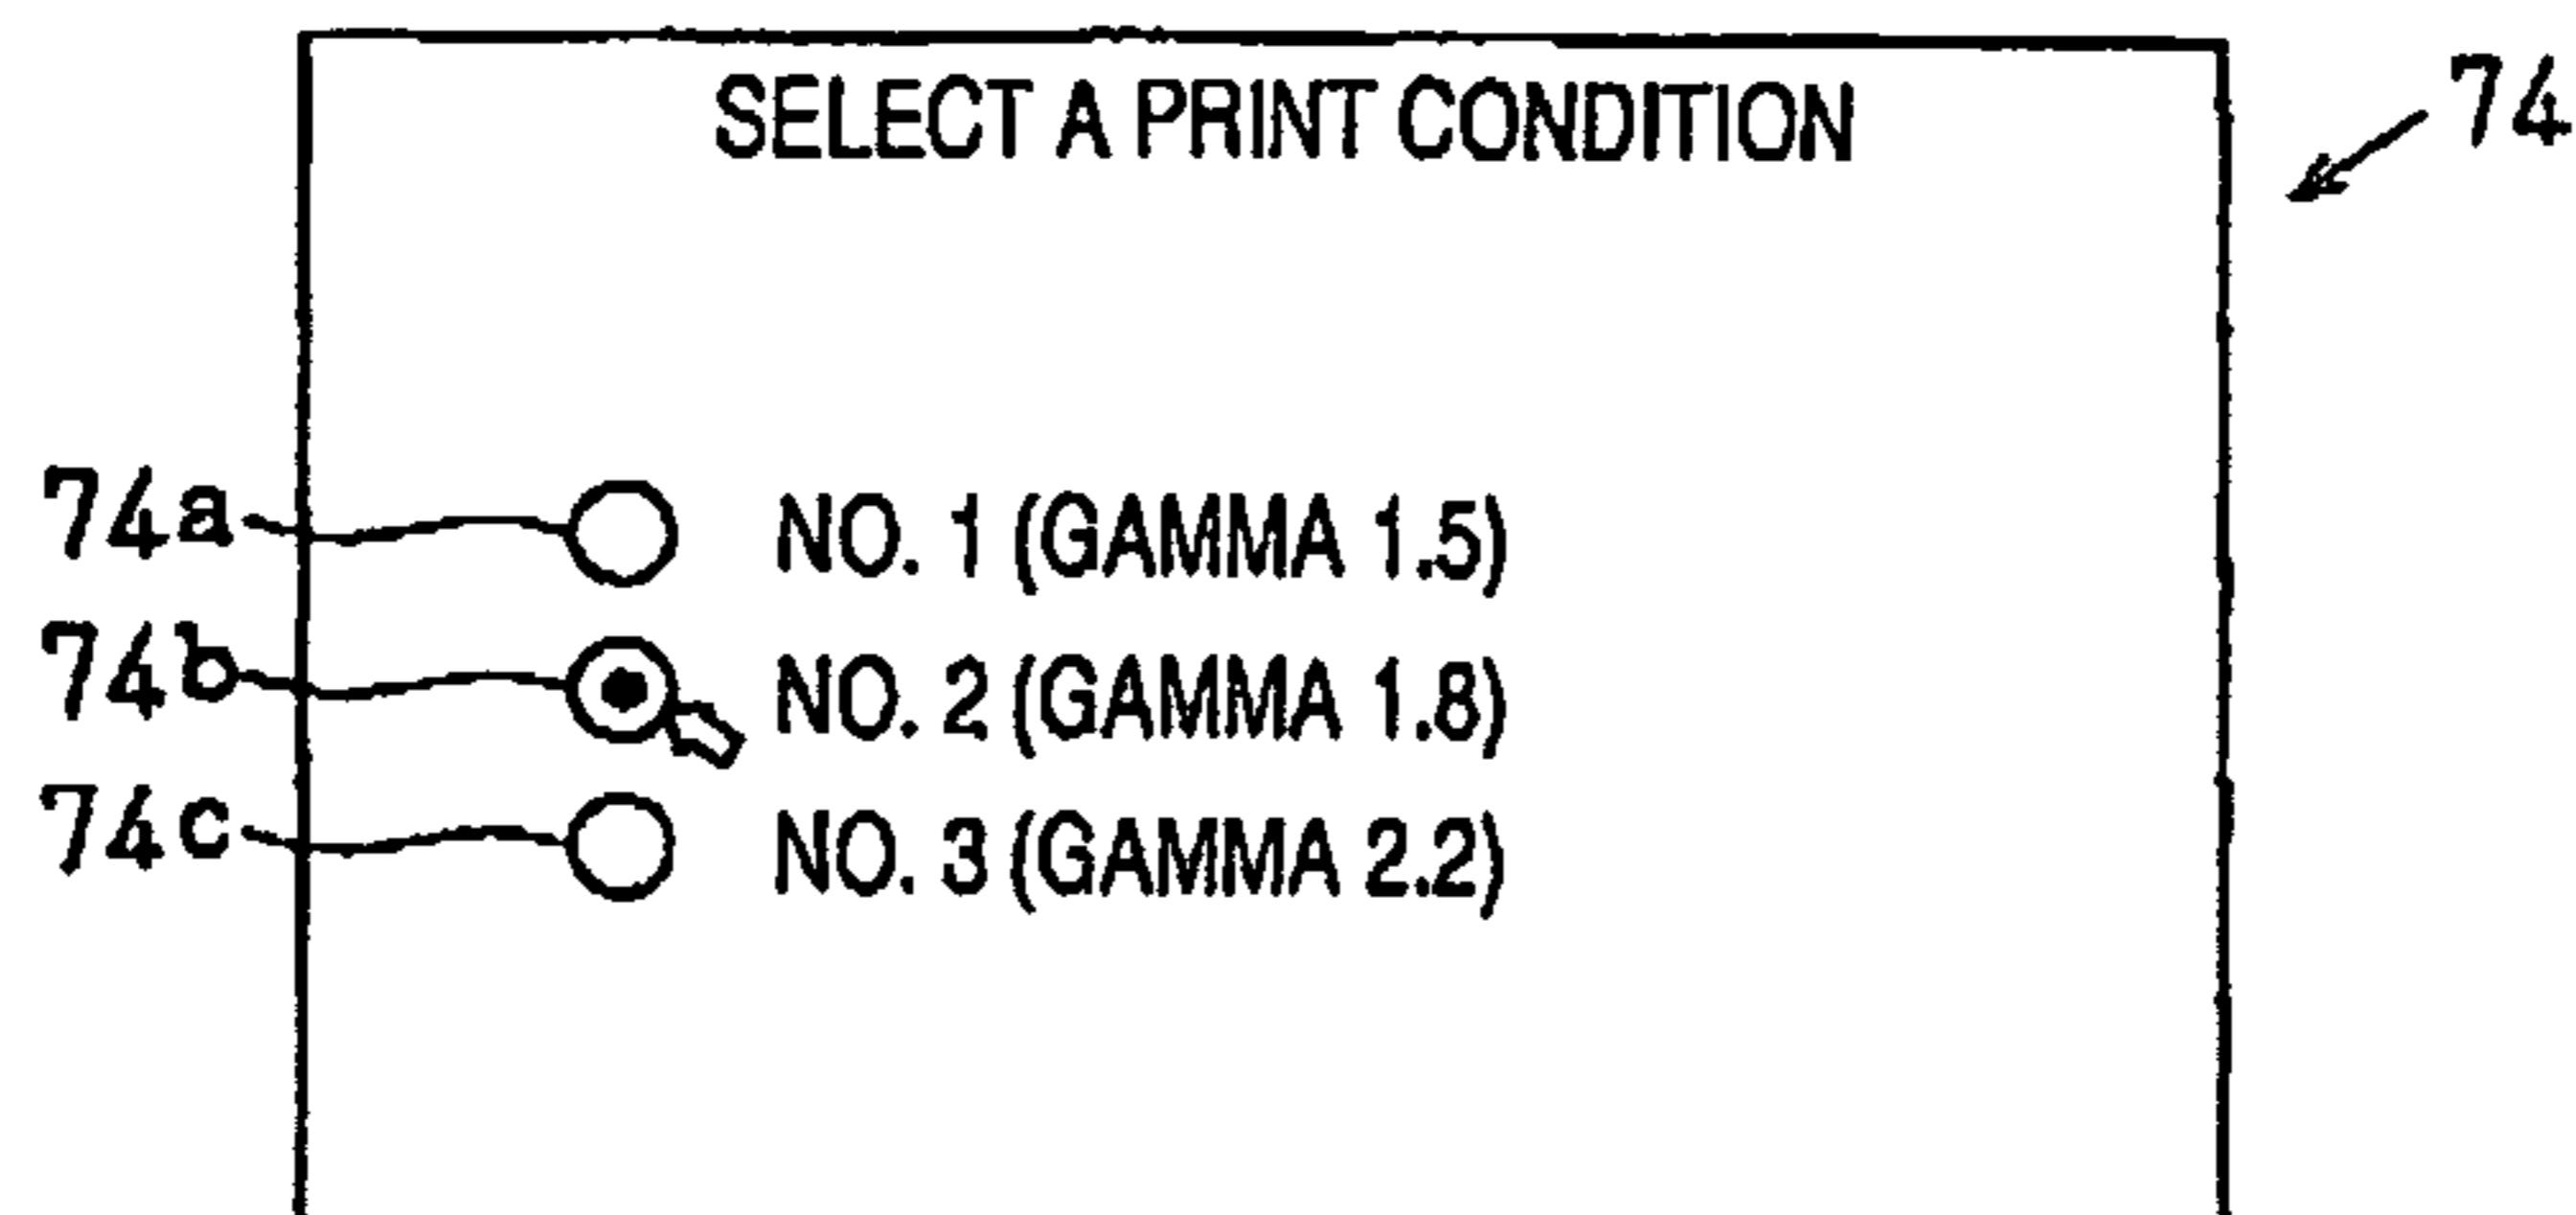 SELECT A PRINT CONDITION
74
74a NO. 1 (GAMMA 1.5)
74b NO. 2 (GAMMA 1.8)
74c NO. 3 (GAMMA 2.2)